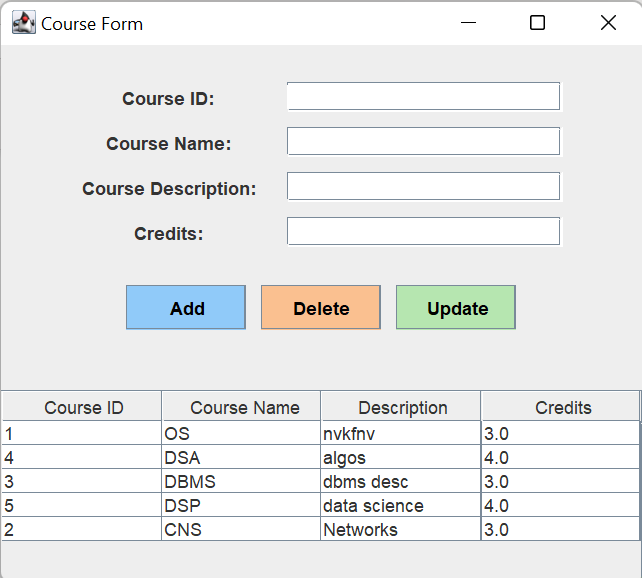 Course Form
Course ID:
Course Name:
Course Description:
Credits:
Add Delete Update
Course ID Course Name Description Credits
1 OS nvkfnv 3.0
4 DSA algos 4.0
3 DBMS dbms desc 3.0
5 DSP data science 4.0
2 CNS Networks 3.0